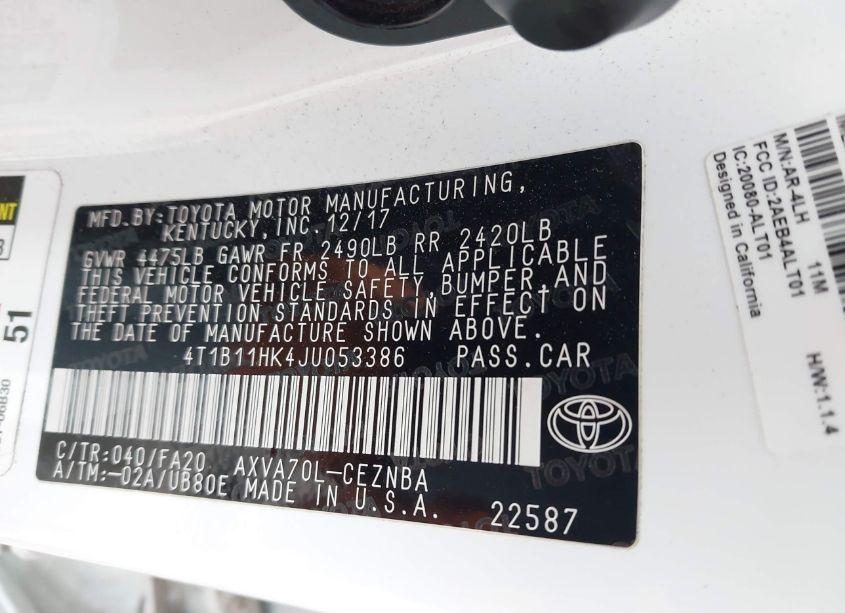 MFD.BY:TOYOTA MOTOR MANUFACTURING,
KENTUCKY, INC. 12/17
GVWR 4475LB GAWR FR 2490LB RR 2420LB
THIS VEHICLE CONFORMS TO ALL APPLICABLE
FEDERAL MOTOR VEHICLE SAFETY,BUMPER,AND
THEFT PREVENTION STANDARDS IN EFFECT ON
THE DATE OF MANUFACTURE SHOWN ABOVE.
4T1B11HK4JU053386 PASS.CAR
C/TR:040/FA20 AXVA70L-CEZNBA
A/TM:-02A/UB80E MADE IN U.S.A.
22587
M/N:AR-4LH 11M
FCC ID:2AEB4ALT01
IC:20080-ALT01
Designed in California
H/W:1.1.4
51